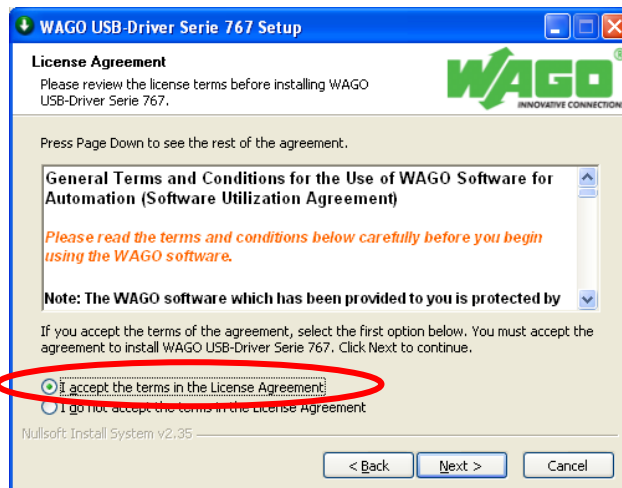 WAGO USB-Driver Serie 767 Setup
License Agreement
Please review the license terms before installing WAGO
USB-Driver Serie 767.
WAGO
®
INNOVATIVE CONNECTIONS
Press Page Down to see the rest of the agreement.
General Terms and Conditions for the Use of WAGO Software for
Automation (Software Utilization Agreement)
Please read the terms and conditions below carefully before you begin
using the WAGO software.
Note: The WAGO software which has been provided to you is protected by
If you accept the terms of the agreement, select the first option below. You must accept the
agreement to install WAGO USB-Driver Serie 767. Click Next to continue.
I accept the terms in the License Agreement
I do not accept the terms in the License Agreement
Nullsoft Install System v2.35
< Back
Next >
Cancel